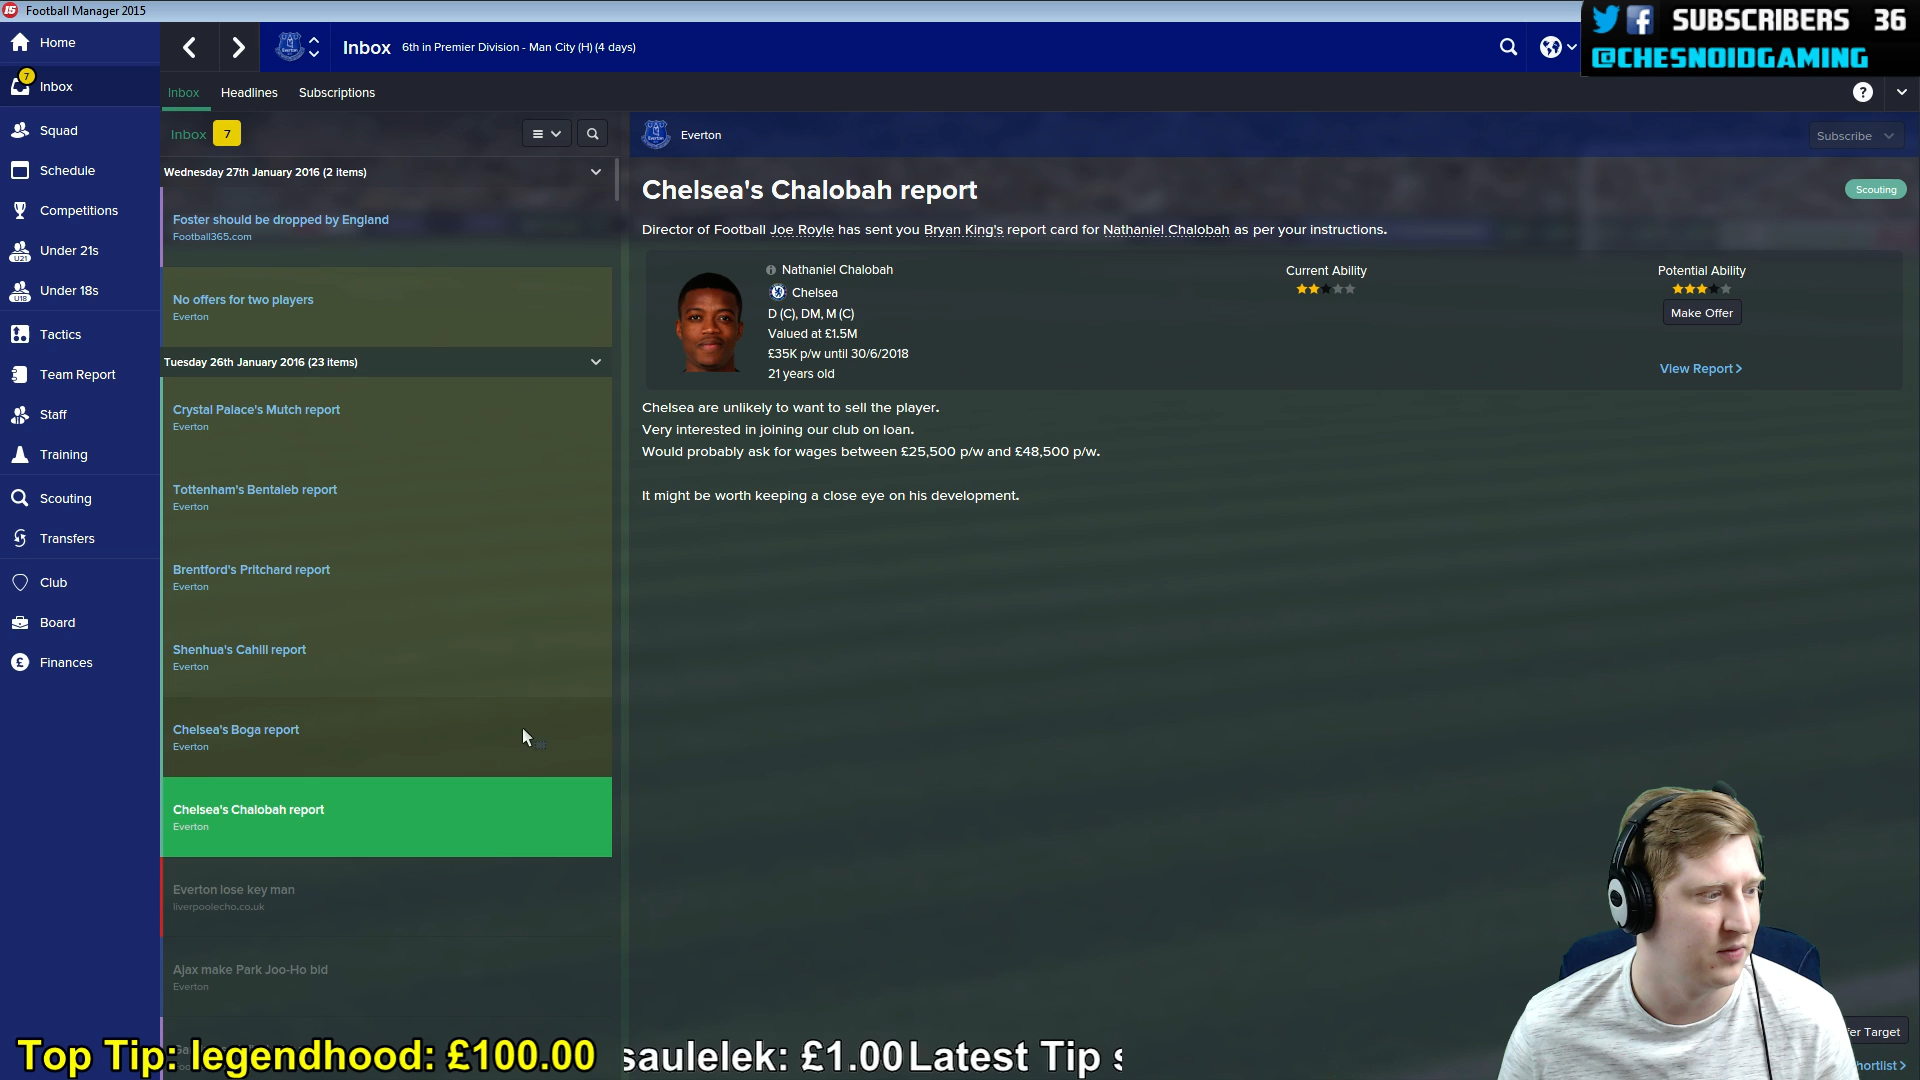 Football Manager 2015
Home
7
Inbox
Squad
Schedule
Competitions
U21
Under 21s
U18
Under 18s
Tactics
Team Report
Staff
Training
Scouting
Transfers
Club
Board
Finances
Inbox 6th in Premier Division - Man City (H) (4 days)
SUBSCRIBERS 36
@CHESNOIDGAMING
Inbox Headlines Subscriptions
?
Inbox 7
Wednesday 27th January 2016 (2 items)
Foster should be dropped by England
Football365.com
No offers for two players
Everton
Tuesday 26th January 2016 (23 items)
Crystal Palace's Mutch report
Everton
Tottenham's Bentaleb report
Everton
Brentford's Pritchard report
Everton
Shenhua's Cahill report
Everton
Chelsea's Boga report
Everton
Chelsea's Chalobah report
Everton
Everton lose key man
liverpoolecho.co.uk
Ajax make Park Joo-Ho bid
Everton
Everton
Subscribe
Chelsea's Chalobah report
Scouting
Director of Football Joe Royle has sent you Bryan King's report card for Nathaniel Chalobah as per your instructions.
Nathaniel Chalobah
Chelsea
D (C), DM, M (C)
Valued at £1.5M
£35K p/w until 30/6/2018
21 years old
Current Ability
Potential Ability
Make Offer
View Report
Chelsea are unlikely to want to sell the player.
Very interested in joining our club on loan.
Would probably ask for wages between £25,500 p/w and £48,500 p/w.
It might be worth keeping a close eye on his development.
Target
Top Tip: legendhood: £100.00
saulelek: £1.00 Latest Tip